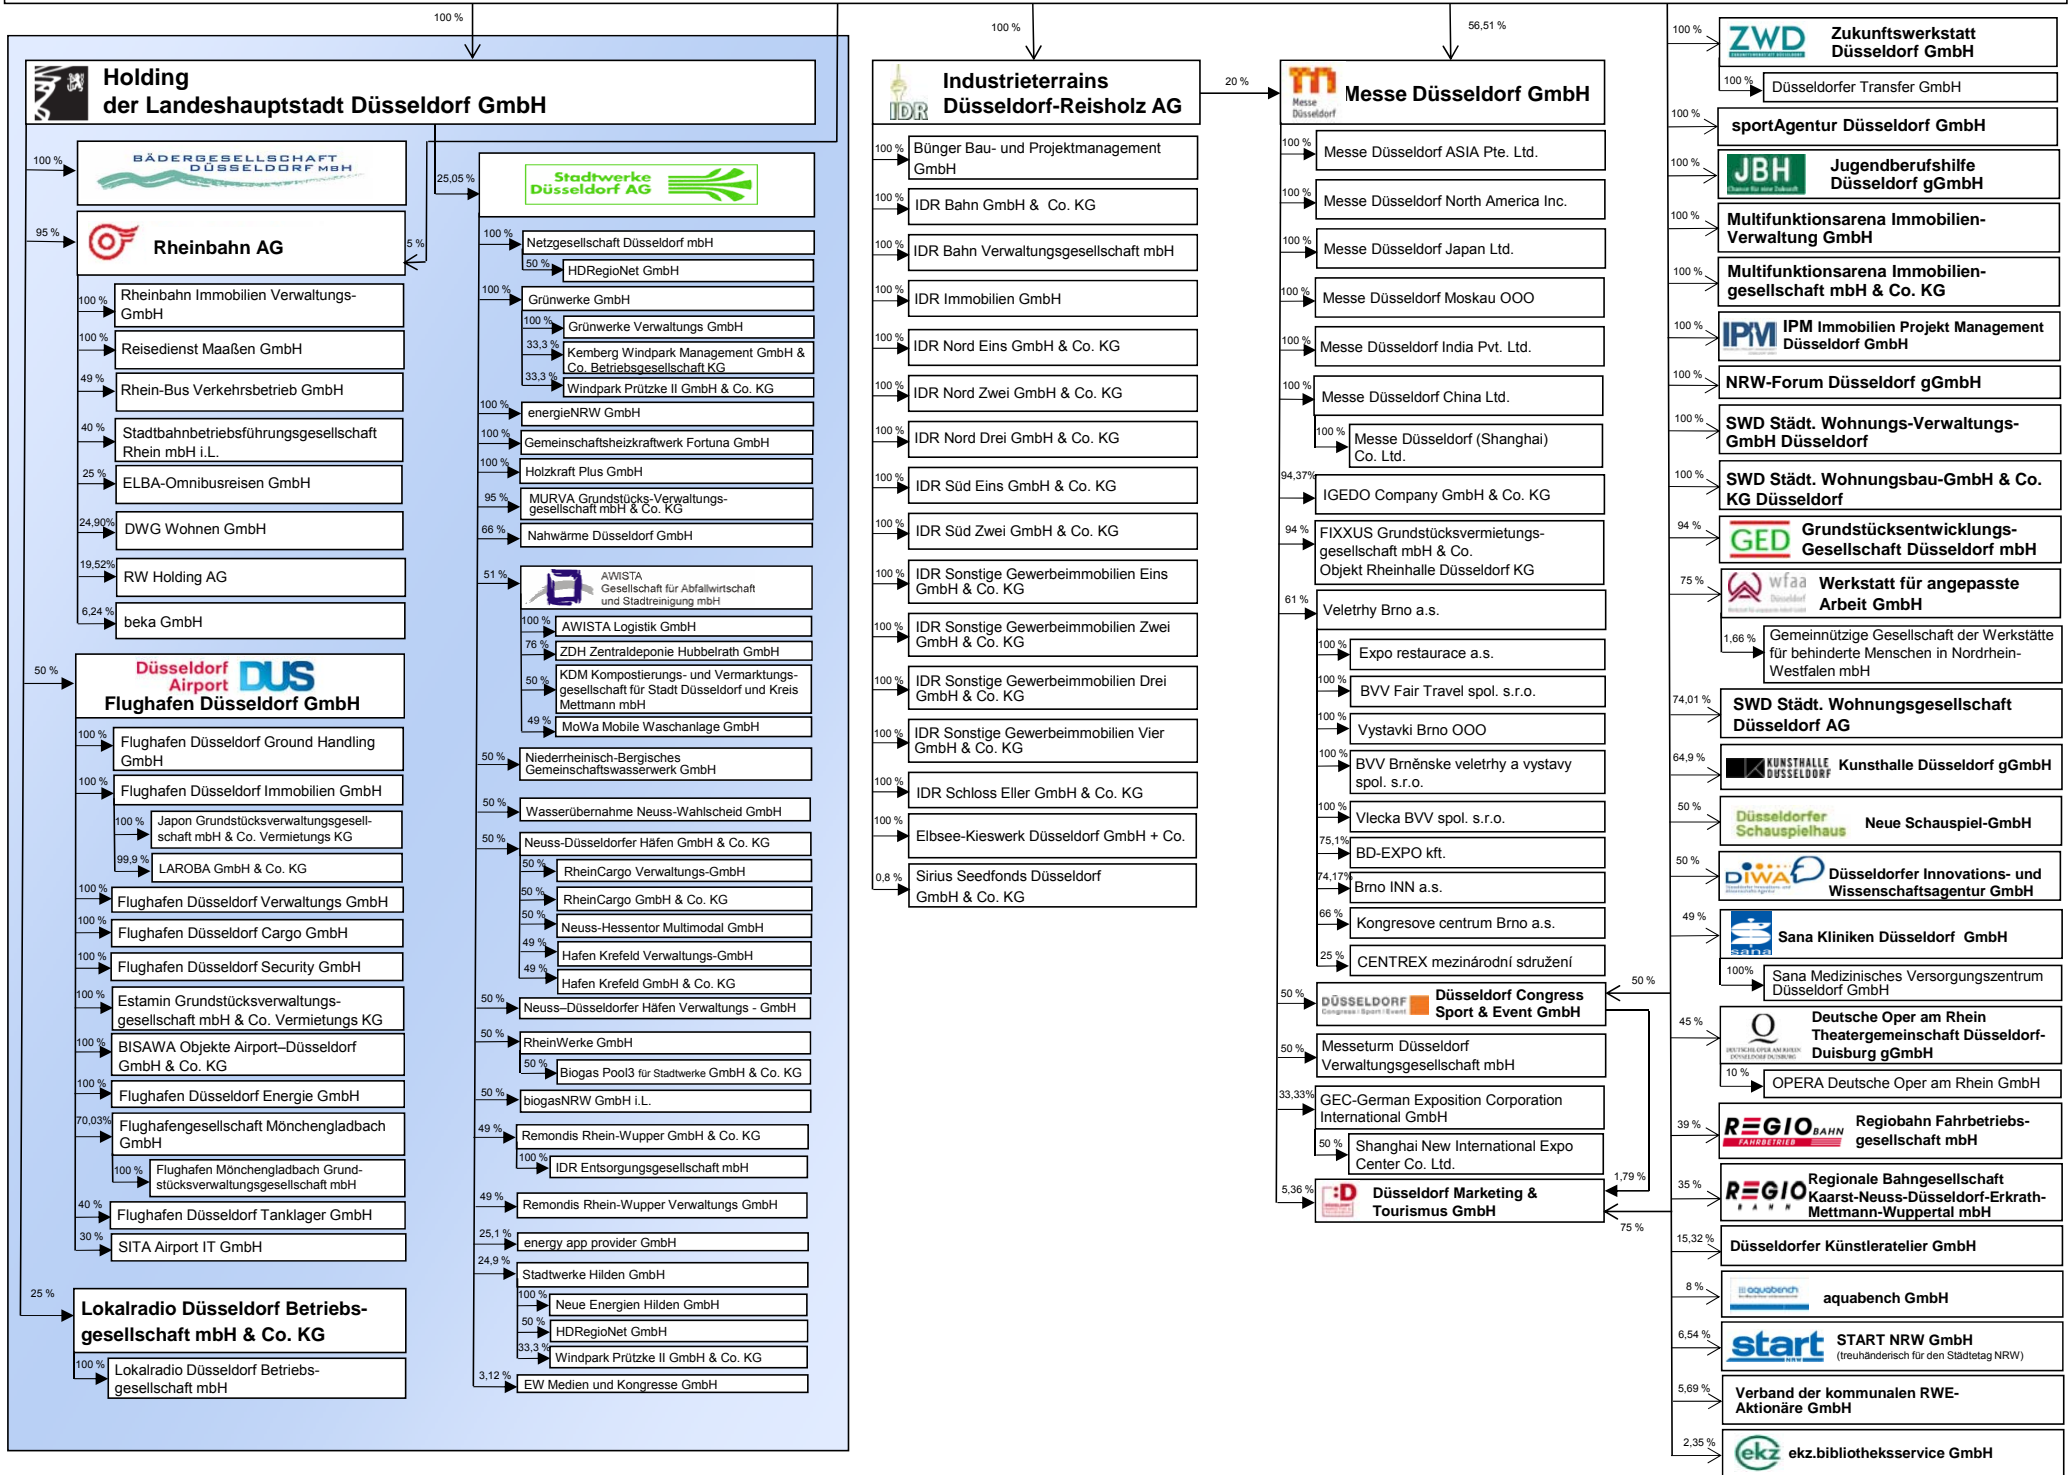 100 %
100 %
56,51 %
Holding
der Landeshauptstadt Düsseldorf GmbH
100 %
BÄDERGESELLSCHAFT
DÜSSELDORF MBH
95 %
Rheinbahn AG
5 %
100 %
Rheinbahn Immobilien Verwaltungs-
GmbH
100 %
Reisedienst Maaßen GmbH
49 %
Rhein-Bus Verkehrsbetrieb GmbH
40 %
Stadtbahnbetriebsführungsgesellschaft
Rhein mbH i.L.
25 %
ELBA-Omnibusreisen GmbH
24,90%
DWG Wohnen GmbH
19,52%
RW Holding AG
6,24 %
beka GmbH
50 %
Düsseldorf
Airport
DUS
Flughafen Düsseldorf GmbH
100 %
Flughafen Düsseldorf Ground Handling
GmbH
100 %
Flughafen Düsseldorf Immobilien GmbH
100 %
Japon Grundstücksverwaltungsgesell-
schaft mbH & Co. Vermietungs KG
99,9 %
LAROBA GmbH & Co. KG
100 %
Flughafen Düsseldorf Verwaltungs GmbH
100 %
Flughafen Düsseldorf Cargo GmbH
100 %
Flughafen Düsseldorf Security GmbH
100 %
Estamin Grundstücksverwaltungs-
gesellschaft mbH & Co. Vermietungs KG
100 %
BISAWA Objekte Airport–Düsseldorf
GmbH & Co. KG
100 %
Flughafen Düsseldorf Energie GmbH
70,03%
Flughafengesellschaft Mönchengladbach
GmbH
100 %
Flughafen Mönchengladbach Grund-
stücksverwaltungsgesellschaft mbH
40 %
Flughafen Düsseldorf Tanklager GmbH
30 %
SITA Airport IT GmbH
25 %
Lokalradio Düsseldorf Betriebs-
gesellschaft mbH & Co. KG
100 %
Lokalradio Düsseldorf Betriebs-
gesellschaft mbH
25,05%
Stadtwerke
Düsseldorf AG
100 %
Netzgesellschaft Düsseldorf mbH
50 %
HDRegioNet GmbH
100 %
Grünwerke GmbH
100 %
Grünwerke Verwaltungs GmbH
33,3 %
Kemberg Windpark Management GmbH &
Co. Betriebsgesellschaft KG
33,3 %
Windpark Prützke II GmbH & Co. KG
100 %
energieNRW GmbH
100 %
Gemeinschaftsheizkraftwerk Fortuna GmbH
100 %
Holzkraft Plus GmbH
95 %
MURVA Grundstücks-Verwaltungs-
gesellschaft mbH & Co. KG
66 %
Nahwärme Düsseldorf GmbH
51 %
AWISTA
Gesellschaft für Abfallwirtschaft
und Stadtreinigung mbH
100 %
AWISTA Logistik GmbH
76 %
ZDH Zentraldeponie Hubbelrath GmbH
50 %
KDM Kompostierungs- und Vermarktungs-
gesellschaft für Stadt Düsseldorf und Kreis
Mettmann mbH
49 %
MoWa Mobile Waschanlage GmbH
50 %
Niederrheinisch-Bergisches
Gemeinschaftswasserwerk GmbH
50 %
Wasserübernahme Neuss-Wahlscheid GmbH
50 %
Neuss-Düsseldorfer Häfen GmbH & Co. KG
50 %
RheinCargo Verwaltungs-GmbH
50 %
RheinCargo GmbH & Co. KG
50 %
Neuss-Hessentor Multimodal GmbH
49 %
Hafen Krefeld Verwaltungs-GmbH
49 %
Hafen Krefeld GmbH & Co. KG
50 %
Neuss–Düsseldorfer Häfen Verwaltungs - GmbH
50 %
RheinWerke GmbH
50 %
Biogas Pool3 für Stadtwerke GmbH & Co. KG
50 %
biogasNRW GmbH i.L.
49 %
Remondis Rhein-Wupper GmbH & Co. KG
100 %
IDR Entsorgungsgesellschaft mbH
49 %
Remondis Rhein-Wupper Verwaltungs GmbH
25,1%
energy app provider GmbH
24,9%
Stadtwerke Hilden GmbH
100%
Neue Energien Hilden GmbH
50 %
HDRegioNet GmbH
33,3%
Windpark Prützke II GmbH & Co. KG
3,12 %
EW Medien und Kongresse GmbH
IDR
Industrieterrains
Düsseldorf-Reisholz AG
20 %
100 %
Bünger Bau- und Projektmanagement
GmbH
100 %
IDR Bahn GmbH & Co. KG
100 %
IDR Bahn Verwaltungsgesellschaft mbH
100 %
IDR Immobilien GmbH
100 %
IDR Nord Eins GmbH & Co. KG
100 %
IDR Nord Zwei GmbH & Co. KG
100 %
IDR Nord Drei GmbH & Co. KG
100 %
IDR Süd Eins GmbH & Co. KG
100 %
IDR Süd Zwei GmbH & Co. KG
100 %
IDR Sonstige Gewerbeimmobilien Eins
GmbH & Co. KG
100 %
IDR Sonstige Gewerbeimmobilien Zwei
GmbH & Co. KG
100 %
IDR Sonstige Gewerbeimmobilien Drei
GmbH & Co. KG
100 %
IDR Sonstige Gewerbeimmobilien Vier
GmbH & Co. KG
100 %
IDR Schloss Eller GmbH & Co. KG
100 %
Elbsee-Kieswerk Düsseldorf GmbH + Co.
0,8 %
Sirius Seedfonds Düsseldorf
GmbH & Co. KG
Messe
Düsseldorf
Messe Düsseldorf GmbH
100 %
Messe Düsseldorf ASIA Pte. Ltd.
100 %
Messe Düsseldorf North America Inc.
100 %
Messe Düsseldorf Japan Ltd.
100 %
Messe Düsseldorf Moskau OOO
100 %
Messe Düsseldorf India Pvt. Ltd.
100 %
Messe Düsseldorf China Ltd.
100 %
Messe Düsseldorf (Shanghai)
Co. Ltd.
94,37%
IGEDO Company GmbH & Co. KG
94 %
FIXXUS Grundstücksvermietungs-
gesellschaft mbH & Co.
Objekt Rheinhalle Düsseldorf KG
61 %
Veletrhy Brno a.s.
100 %
Expo restaurace a.s.
100 %
BVV Fair Travel spol. s.r.o.
100 %
Vystavki Brno OOO
100 %
BVV Brněnske veletrhy a vystavy
spol. s.r.o.
100 %
Vlecka BVV spol. s.r.o.
75,1%
BD-EXPO kft.
74,17%
Brno INN a.s.
66 %
Kongresove centrum Brno a.s.
25 %
CENTREX mezinárodní sdružení
50 %
50 %
DÜSSELDORF
Congress | Sport | Event
Düsseldorf Congress
Sport & Event GmbH
50 %
Messeturm Düsseldorf
Verwaltungsgesellschaft mbH
33,33%
GEC-German Exposition Corporation
International GmbH
50 %
Shanghai New International Expo
Center Co. Ltd.
1,79 %
5,36 %
:D
Düsseldorf Marketing &
Tourismus GmbH
75 %
100 %
ZWD
Zukunftswerkstatt
Düsseldorf GmbH
100 %
Düsseldorfer Transfer GmbH
100 %
sportAgentur Düsseldorf GmbH
100 %
JBH
Chance für eine Zukunft
Jugendberufshilfe
Düsseldorf gGmbH
100 %
Multifunktionsarena Immobilien-
Verwaltung GmbH
100 %
Multifunktionsarena Immobilien-
gesellschaft mbH & Co. KG
100 %
IPM
IPM Immobilien Projekt Management
Düsseldorf GmbH
100 %
NRW-Forum Düsseldorf gGmbH
100 %
SWD Städt. Wohnungs-Verwaltungs-
GmbH Düsseldorf
100 %
SWD Städt. Wohnungsbau-GmbH & Co.
KG Düsseldorf
94 %
GED
Grundstücksentwicklungs-
Gesellschaft Düsseldorf mbH
75 %
wfaa
Düsseldorf
Werkstatt für angepasste
Arbeit GmbH
1,66 %
Gemeinnützige Gesellschaft der Werkstätte
für behinderte Menschen in Nordrhein-
Westfalen mbH
74,01 %
SWD Städt. Wohnungsgesellschaft
Düsseldorf AG
64,9 %
KUNSTHALLE
DÜSSELDORF
Kunsthalle Düsseldorf gGmbH
50 %
Düsseldorfer
Schauspielhaus
Neue Schauspiel-GmbH
50 %
DIWA
Düsseldorfer Innovations- und
Wissenschaftsagentur GmbH
49 %
sana
Sana Kliniken Düsseldorf GmbH
100%
Sana Medizinisches Versorgungszentrum
Düsseldorf GmbH
45 %
DEUTSCHE OPER AM RHEIN
DÜSSELDORF DUISBURG
Deutsche Oper am Rhein
Theatergemeinschaft Düsseldorf-
Duisburg gGmbH
10 %
OPERA Deutsche Oper am Rhein GmbH
39 %
REGIOBAHN
FAHRBETRIEB
Regiobahn Fahrbetriebs-
gesellschaft mbH
35 %
REGIO
BAHN
Regionale Bahngesellschaft
Kaarst-Neuss-Düsseldorf-Erkrath-
Mettmann-Wuppertal mbH
15,32 %
Düsseldorfer Künstleratelier GmbH
8 %
aquabench
aquabench GmbH
6,54 %
start
NRW
START NRW GmbH
(treuhänderisch für den Städtetag NRW)
5,69 %
Verband der kommunalen RWE-
Aktionäre GmbH
2,35 %
ekz
ekz.bibliotheksservice GmbH